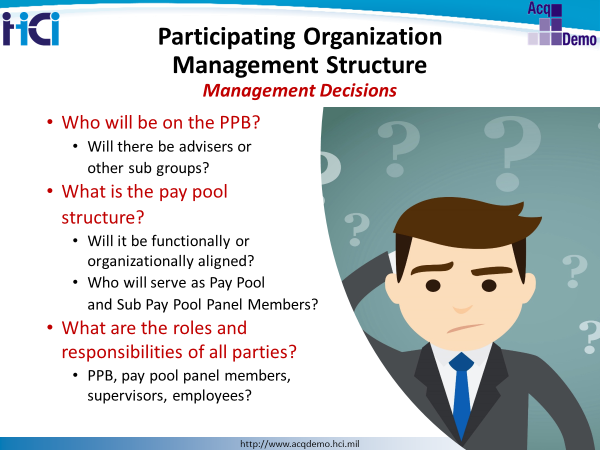 HCI
Acq
Demo
Participating Organization
Management Structure
Management Decisions
• Who will be on the PPB?
• Will there be advisers or
other sub groups?
• What is the pay pool
structure?
• Will it be functionally or
organizationally aligned?
• Who will serve as Pay Pool
and Sub Pay Pool Panel Members?
• What are the roles and
responsibilities of all parties?
• PPB, pay pool panel members,
supervisors, employees?
? ? ?
? ?
? ?
http://www.acqdemo.hci.mil